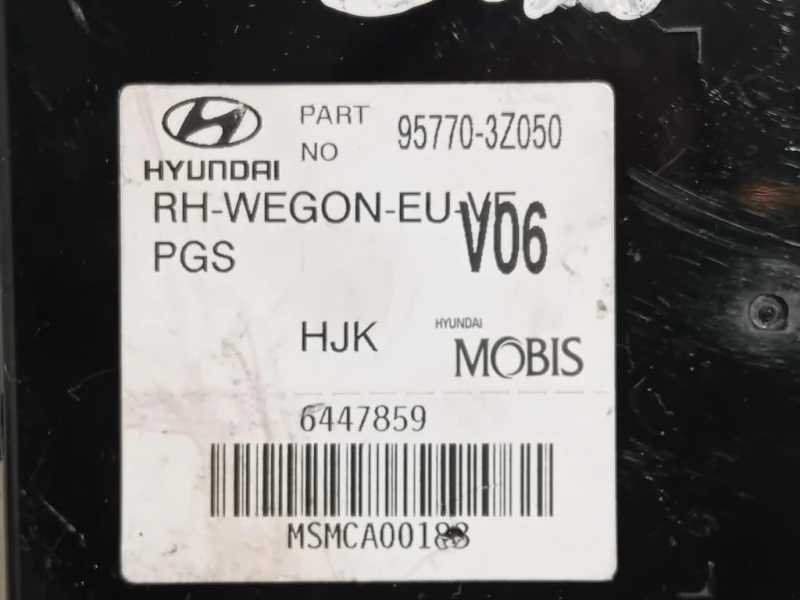 PART 95770-3Z050
NO
HYUNDAI
RH-WEGON-EU-VF
PGS V06
HJK HYUNDAI
MOBIS
6447859